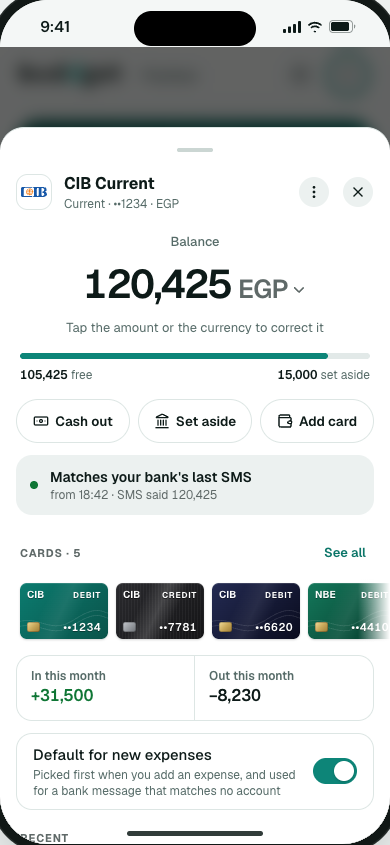 9:41
CIB
CIB Current
Current · ••1234 · EGP
Balance
120,425 EGP
Tap the amount or the currency to correct it
105,425 free
15,000 set aside
Cash out
Set aside
Add card
Matches your bank's last SMS
from 18:42 · SMS said 120,425
CARDS · 5
See all
CIB DEBIT
••1234
CIB CREDIT
••7781
CIB DEBIT
••6620
NBE DEBIT
••4410
In this month
+31,500
Out this month
−8,230
Default for new expenses
Picked first when you add an expense, and used
for a bank message that matches no account
RECENT